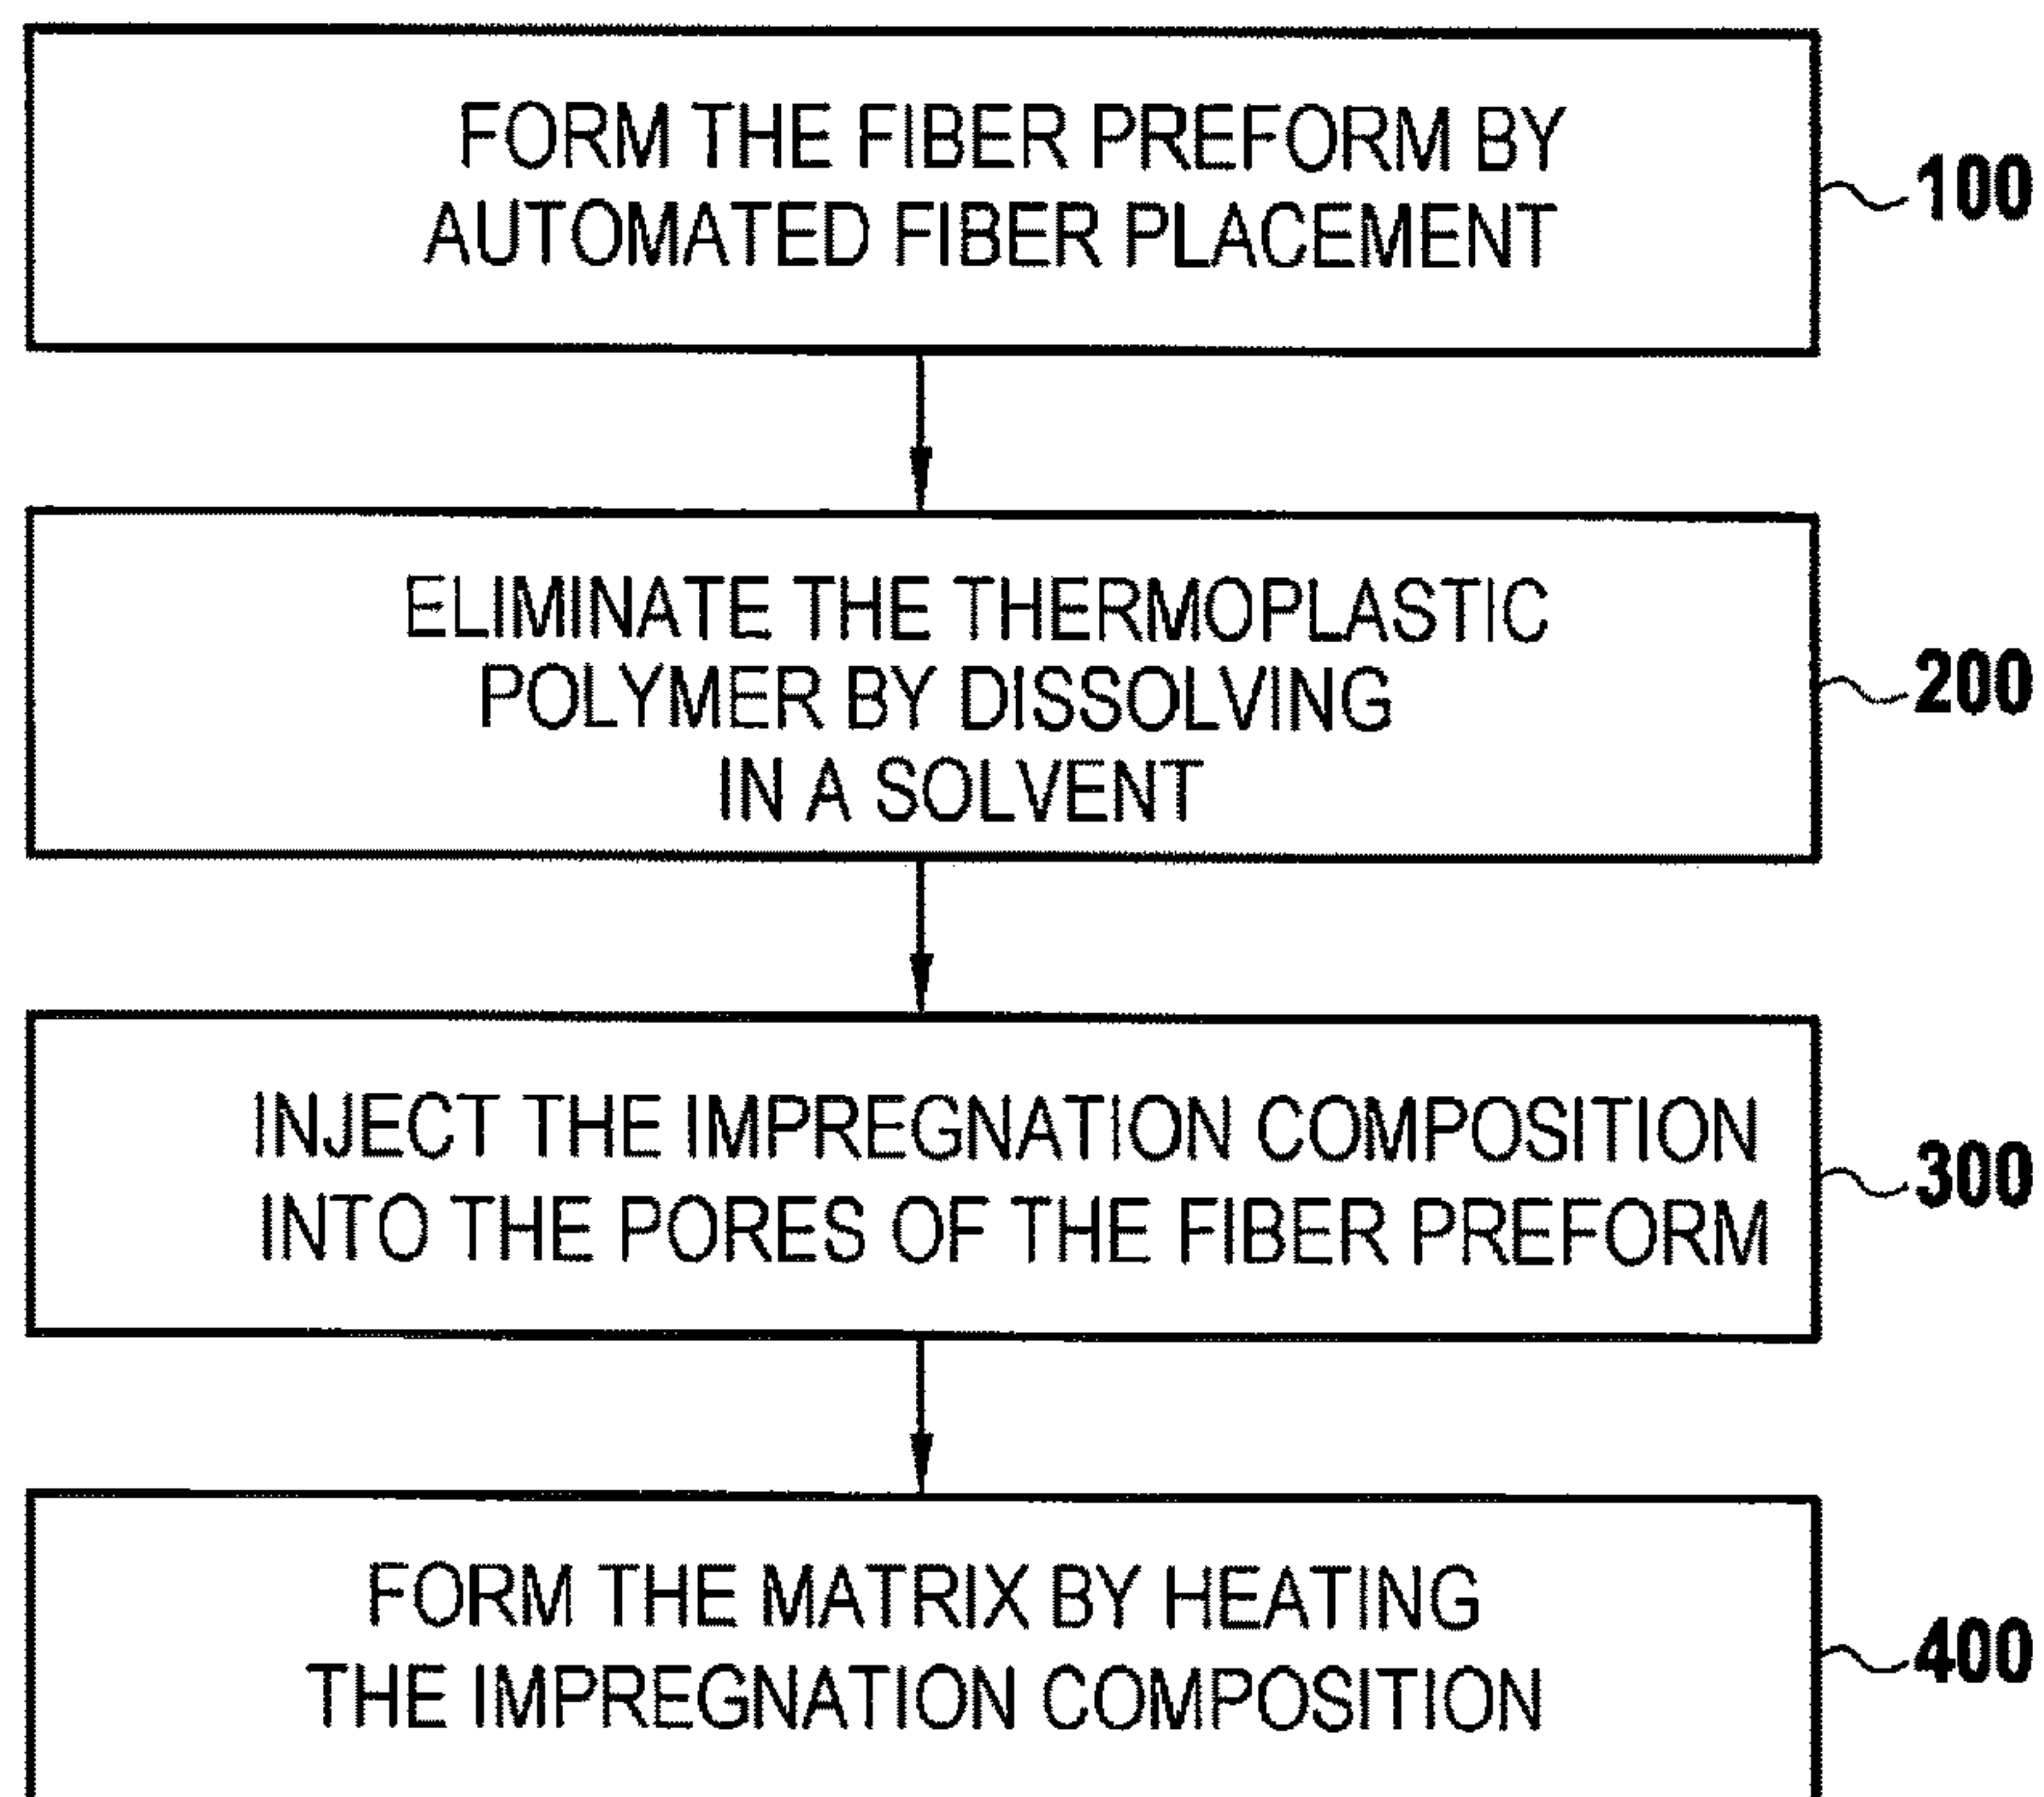 FORM THE FIBER PREFORM BY
AUTOMATED FIBER PLACEMENT
100
ELIMINATE THE THERMOPLASTIC
POLYMER BY DISSOLVING
IN A SOLVENT
200
INJECT THE IMPREGNATION COMPOSITION
INTO THE PORES OF THE FIBER PREFORM
300
FORM THE MATRIX BY HEATING
THE IMPREGNATION COMPOSITION
400